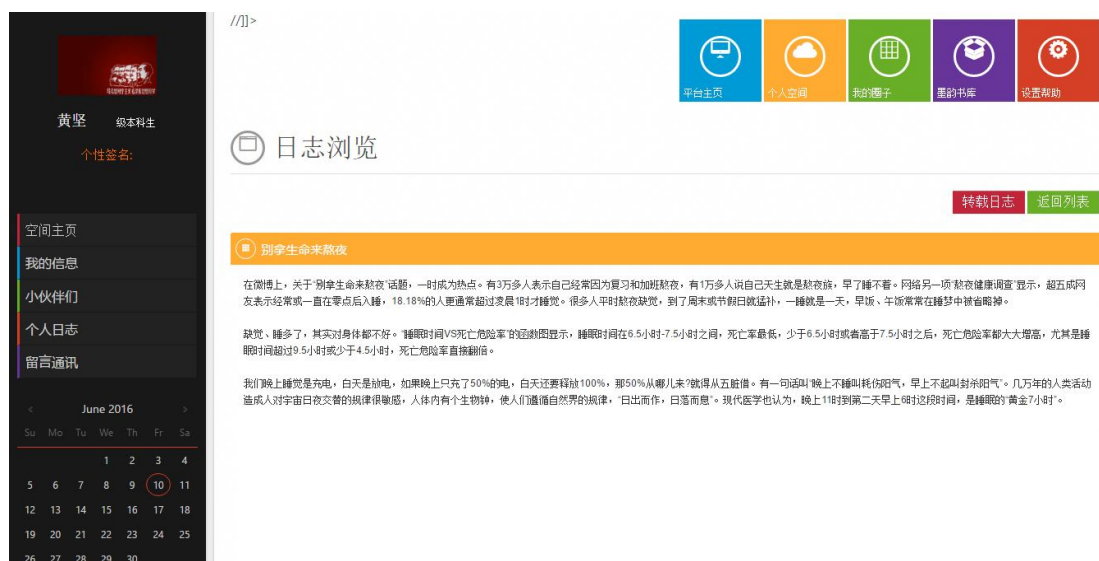 //]]>
平台主页
个人空间
我的圈子
里的书库
设置帮助
黄坚 级本科生
个性签名:
日志浏览
转载日志 返回列表
空间主页
我的信息
小伙伴们
个人日志
留言通讯
别拿生命来熬夜
在微博上，关于“别拿生命来熬夜”话题，一时成为热点。有3万多人表示自己经常因为复习和加班熬夜，有1万多人说自己天生就是熬夜族，早了睡不着。网络另一项“熬夜健康调查”显示，超五成网
友表示经常或一直在零点后入睡，18.18%的人更通常超过凌晨1时才睡觉。很多人平时熬夜缺觉，到了周末或节假日就猛补，一睡就是一天，早饭、午饭常常在睡梦中被省略掉。
缺觉、睡多了，其实对身体都不好。“睡眠时间VS死亡危险率”的函数图显示，睡眠时间在6.5小时-7.5小时之间，死亡率最低，少于6.5小时或者高于7.5小时之后，死亡危险率都大大增高，尤其是睡
眠时间超过9.5小时或少于4.5小时，死亡危险率直接翻倍。
我们晚上睡觉是充电，白天是放电，如果晚上只充了50%的电，白天还要释放100%，那50%从哪儿来?就得从五脏借。有一句话叫“晚上不睡叫耗伤阳气，早上不起叫封杀阳气”。几万年的人类活动
造成人对宇宙日夜交替的规律很敏感，人体内有个生物钟，使人们遵循自然界的规律，“日出而作，日落而息”。现代医学也认为，晚上11时到第二天早上6时这段时间，是睡眠的“黄金7小时”。
< June 2016 >
Su Mo Tu We Th Fr Sa
1 2 3 4
5 6 7 8 9 10 11
12 13 14 15 16 17 18
19 20 21 22 23 24 25
26 27 28 29 30